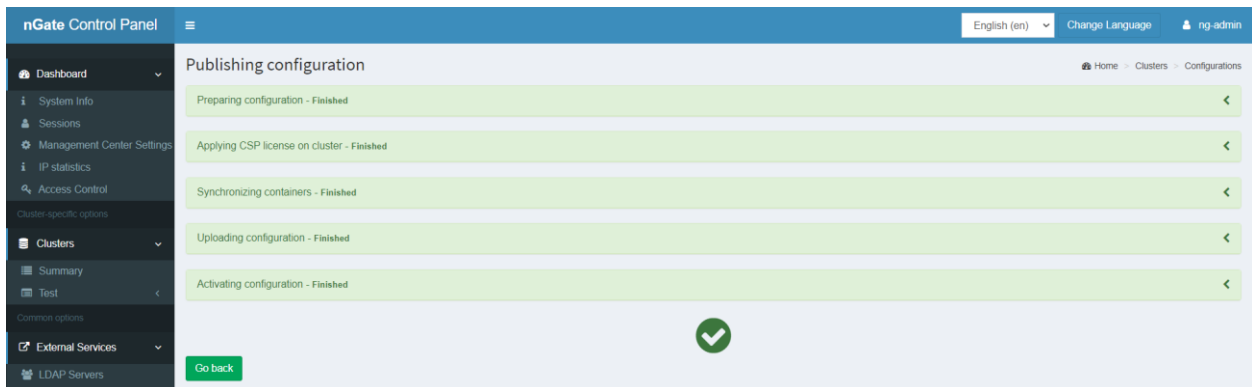 nGate Control Panel
English (en)
Change Language
ng-admin
Dashboard
System Info
Sessions
Management Center Settings
IP statistics
Access Control
Cluster-specific options
Clusters
Summary
Test
Common options
External Services
LDAP Servers
Publishing configuration
Home > Clusters > Configurations
Preparing configuration - Finished
Applying CSP license on cluster - Finished
Synchronizing containers - Finished
Uploading configuration - Finished
Activating configuration - Finished
Go back